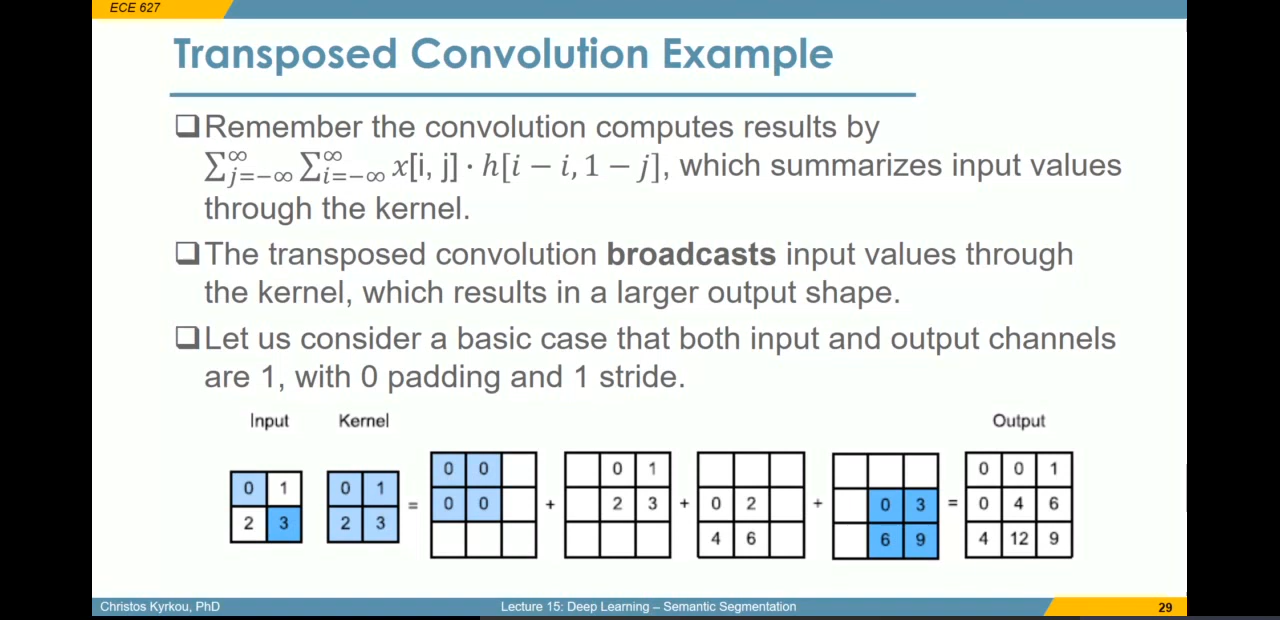 ECE 627
Transposed Convolution Example
❑Remember the convolution computes results by
∑_{j=−∞}^{∞} ∑_{i=−∞}^{∞} x[i, j] · h[i − i, 1 − j], which summarizes input values
through the kernel.
❑The transposed convolution broadcasts input values through
the kernel, which results in a larger output shape.
❑Let us consider a basic case that both input and output channels
are 1, with 0 padding and 1 stride.
Input Kernel Output
0 0 0 1 0 0 1
0 1 0 1 0 0 2 3 0 2 0 3 0 4 6
= + + + =
2 3 2 3 4 6 6 9 4 12 9
Christos Kyrkou, PhD Lecture 15: Deep Learning – Semantic Segmentation 29